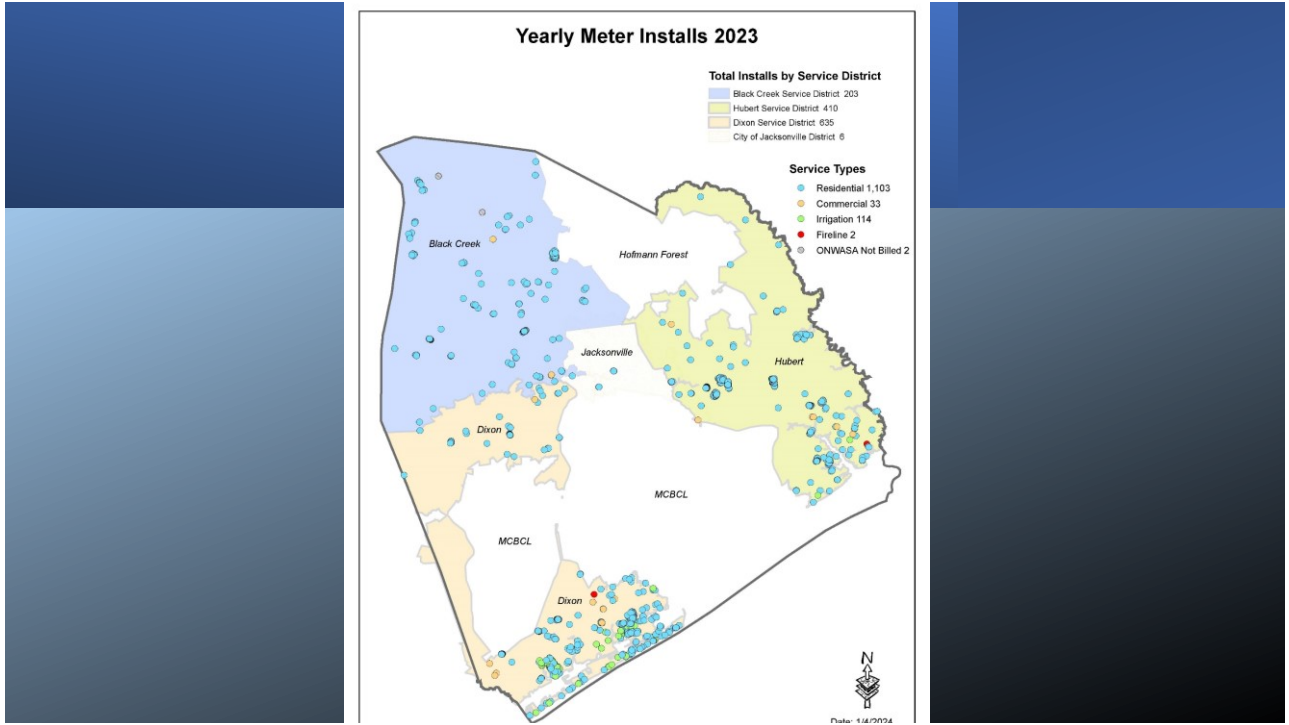 Yearly Meter Installs 2023
Total Installs by Service District
Black Creek Service District 203
Hubert Service District 410
Dixon Service District 635
City of Jacksonville District 6
Service Types
Residential 1,103
Commercial 33
Irrigation 114
Fireline 2
ONWASA Not Billed 2
Black Creek
Hofmann Forest
Jacksonville
Hubert
Dixon
MCBCL
MCBCL
Dixon
N
Date: 1/4/2024